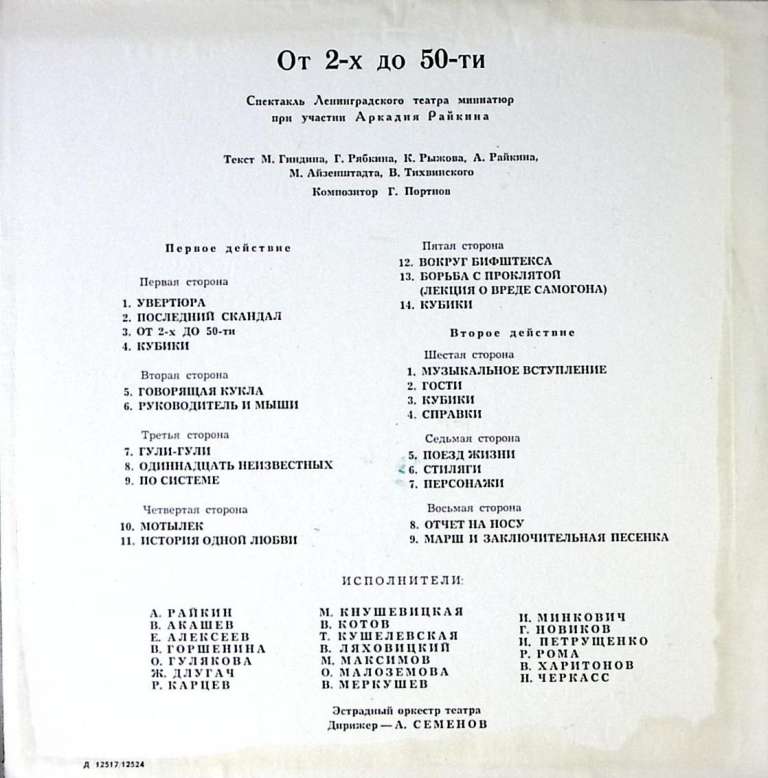 От 2-х до 50-ти
Спектакль Ленинградского театра миниатюр
при участии Аркадия Райкина
Текст М. Гиндина, Г. Рябкина, К. Рыжова, А. Райкина,
М. Айзенштадта, В. Тихвинского
Композитор Г. Портнов
Первое действие
Первая сторона
1. УВЕРТЮРА
2. ПОСЛЕДНИЙ СКАНДАЛ
3. ОТ 2-х ДО 50-ти
4. КУБИКИ
Вторая сторона
5. ГОВОРЯЩАЯ КУКЛА
6. РУКОВОДИТЕЛЬ И МЫШИ
Третья сторона
7. ГУЛИ-ГУЛИ
8. ОДИННАДЦАТЬ НЕИЗВЕСТНЫХ
9. ПО СИСТЕМЕ
Четвертая сторона
10. МОТЫЛЕК
11. ИСТОРИЯ ОДНОЙ ЛЮБВИ
Пятая сторона
12. ВОКРУГ БИФШТЕКСА
13. БОРЬБА С ПРОКЛЯТОЙ
(ЛЕКЦИЯ О ВРЕДЕ САМОГОНА)
14. КУБИКИ
Второе действие
Шестая сторона
1. МУЗЫКАЛЬНОЕ ВСТУПЛЕНИЕ
2. ГОСТИ
3. КУБИКИ
4. СПРАВКИ
Седьмая сторона
5. ПОЕЗД ЖИЗНИ
6. СТИЛЯГИ
7. ПЕРСОНАЖИ
Восьмая сторона
8. ОТЧЕТ НА НОСУ
9. МАРШ И ЗАКЛЮЧИТЕЛЬНАЯ ПЕСЕНКА
ИСПОЛНИТЕЛИ:
А. РАЙКИН
В. АКАШЕВ
Е. АЛЕКСЕЕВ
В. ГОРШЕНИНА
О. ГУЛЯКОВА
Ж. ДЛУГАЧ
Р. КАРЦЕВ
М. КНУШЕВИЦКАЯ
В. КОТОВ
Т. КУШЕЛЕВСКАЯ
В. ЛЯХОВИЦКИЙ
М. МАКСИМОВ
О. МАЛОЗЕМОВА
В. МЕРКУШЕВ
И. МИНКОВИЧ
Г. НОВИКОВ
И. ПЕТРУЩЕНКО
Р. РОМА
В. ХАРИТОНОВ
Н. ЧЕРКАСС
Эстрадный оркестр театра
Дирижер — А. СЕМЕНОВ
Д 12517/12524